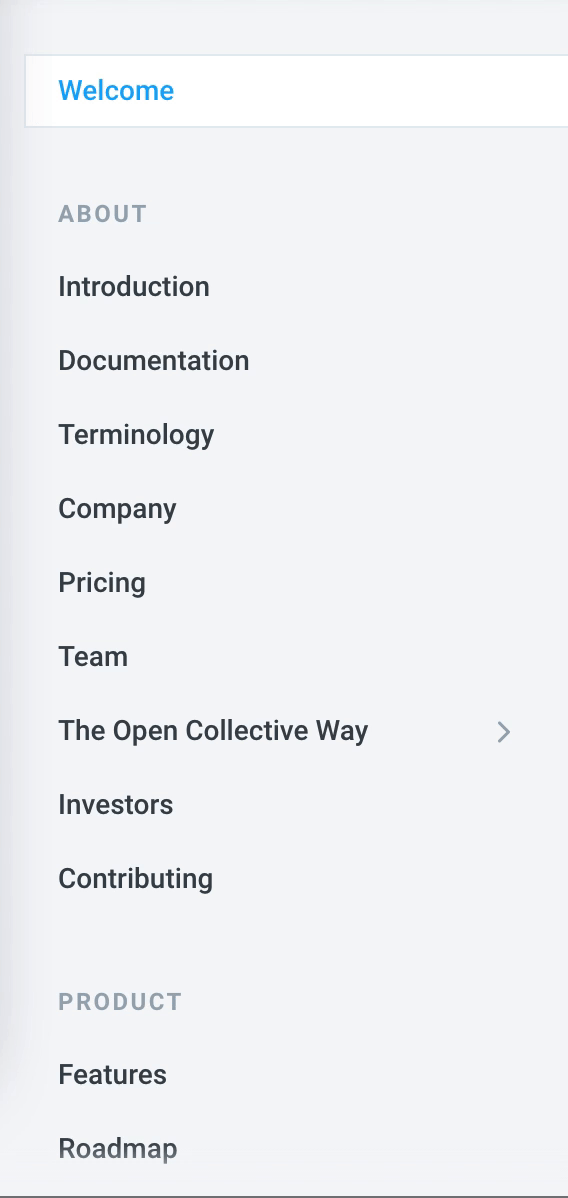 Welcome
ABOUT
Introduction
Documentation
Terminology
Company
Pricing
Team
The Open Collective Way
Investors
Contributing
PRODUCT
Features
Roadmap